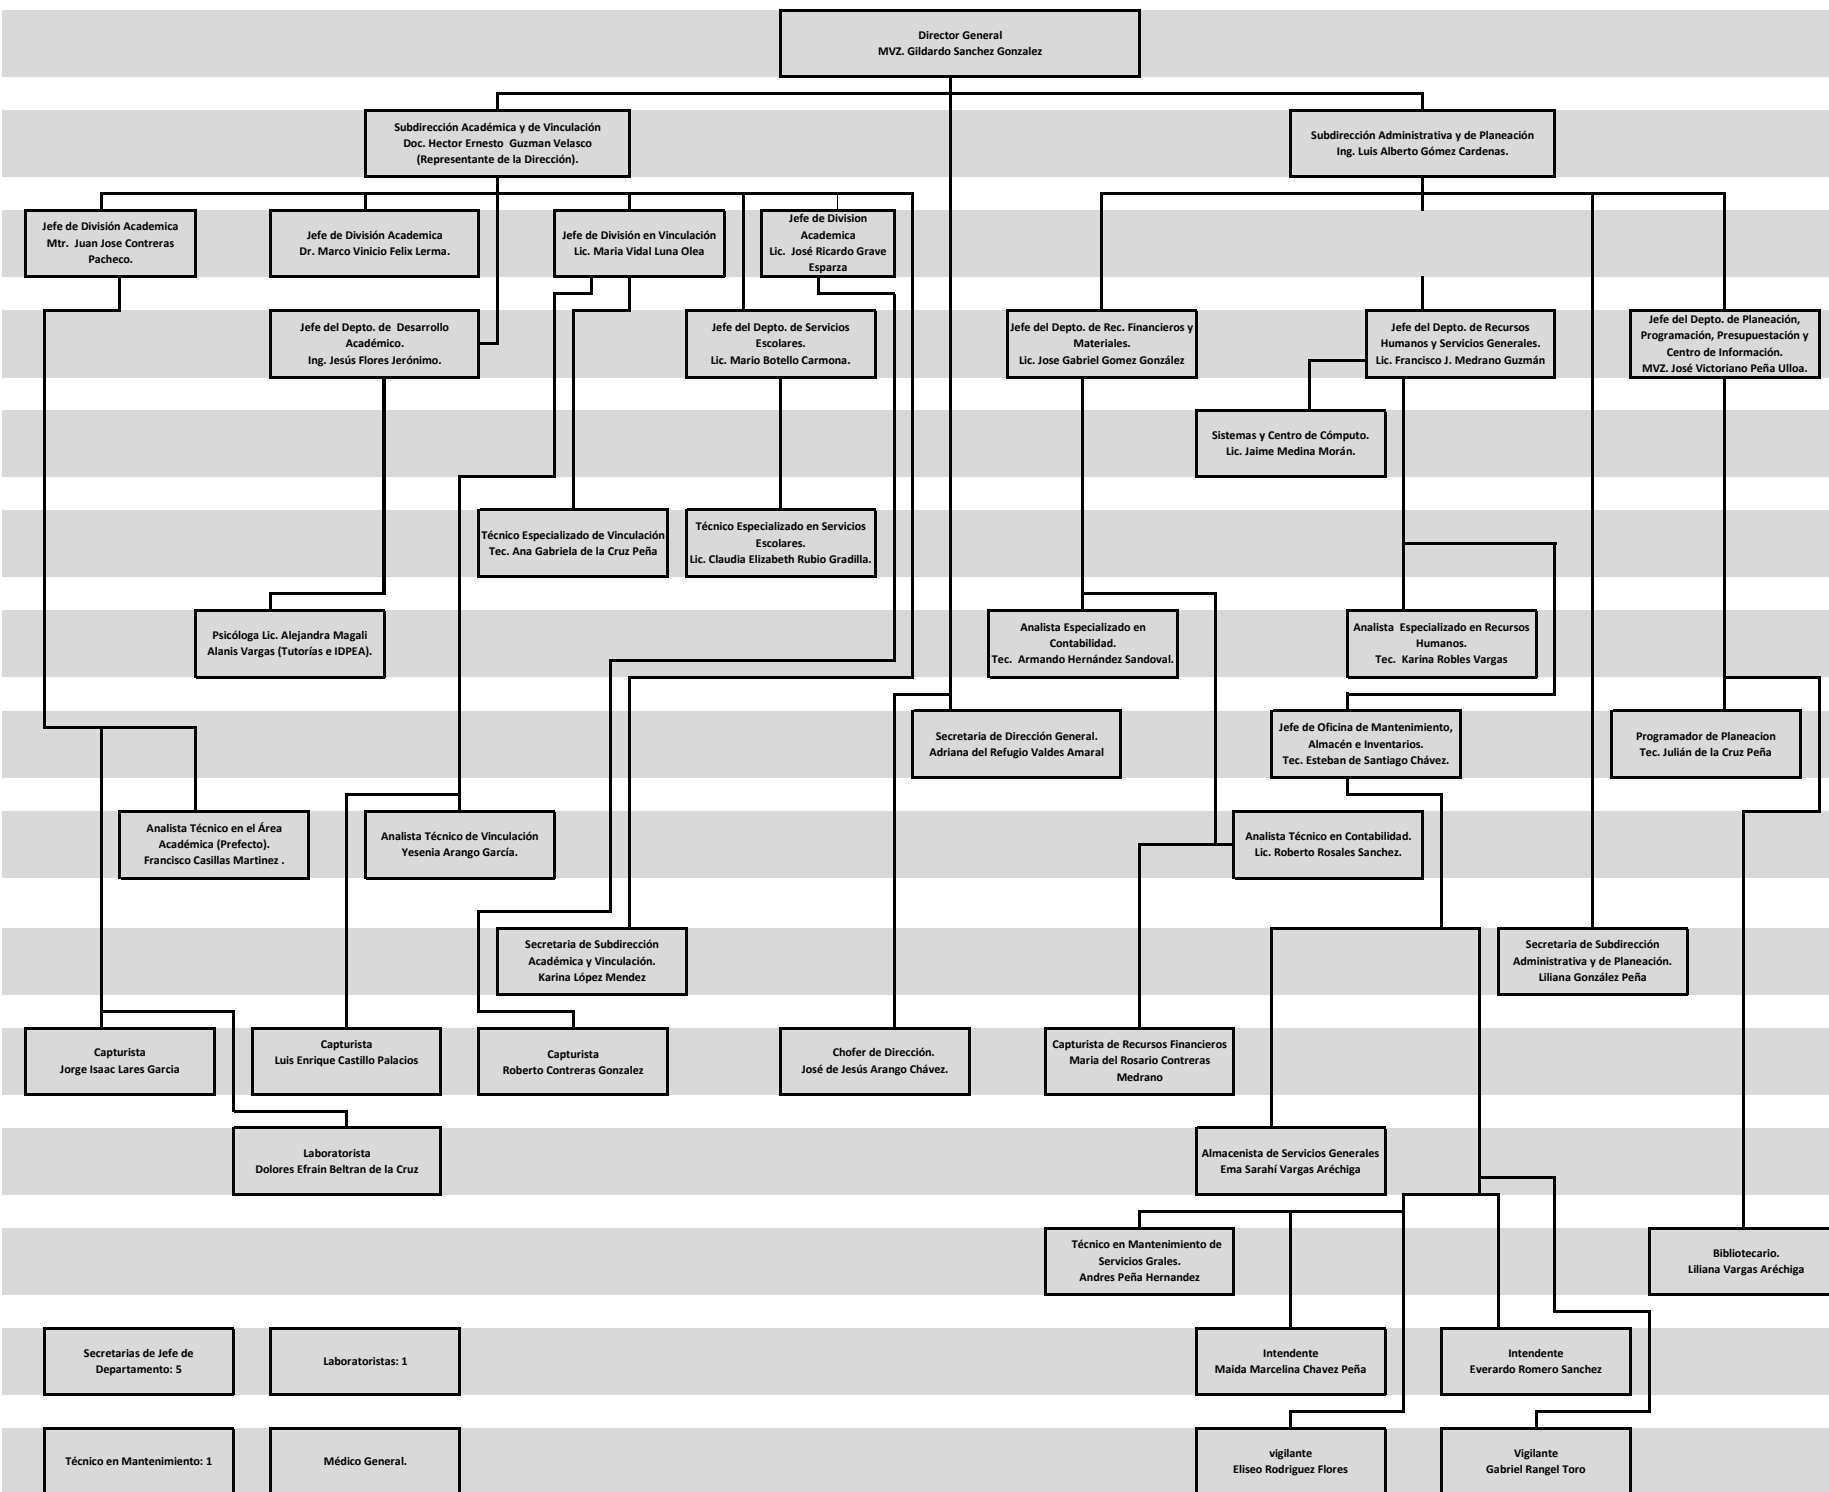 Director General
MVZ. Gildardo Sanchez Gonzalez
Subdirección Académica y de Vinculación
Doc. Hector Ernesto Guzman Velasco
(Representante de la Dirección).
Subdirección Administrativa y de Planeación
Ing. Luis Alberto Gómez Cardenas.
Jefe de División Academica
Mtr. Juan Jose Contreras
Pacheco.
Jefe de División Academica
Dr. Marco Vinicio Felix Lerma.
Jefe de División en Vinculación
Lic. Maria Vidal Luna Olea
Jefe de Division
Academica
Lic. José Ricardo Grave
Esparza
Jefe del Depto. de Desarrollo
Académico.
Ing. Jesús Flores Jerónimo.
Jefe del Depto. de Servicios
Escolares.
Lic. Mario Botello Carmona.
Jefe del Depto. de Rec. Financieros y
Materiales.
Lic. Jose Gabriel Gomez González
Jefe del Depto. de Recursos
Humanos y Servicios Generales.
Lic. Francisco J. Medrano Guzmán
Jefe del Depto. de Planeación,
Programación, Presupuestación y
Centro de Información.
MVZ. José Victoriano Peña Ulloa.
Sistemas y Centro de Cómputo.
Lic. Jaime Medina Morán.
Técnico Especializado de Vinculación
Tec. Ana Gabriela de la Cruz Peña
Técnico Especializado en Servicios
Escolares.
Lic. Claudia Elizabeth Rubio Gradilla.
Psicóloga Lic. Alejandra Magali
Alanis Vargas (Tutorías e IDPEA).
Analista Especializado en
Contabilidad.
Tec. Armando Hernández Sandoval.
Analista Especializado en Recursos
Humanos.
Tec. Karina Robles Vargas
Secretaria de Dirección General.
Adriana del Refugio Valdes Amaral
Jefe de Oficina de Mantenimiento,
Almacén e Inventarios.
Tec. Esteban de Santiago Chávez.
Programador de Planeacion
Tec. Julián de la Cruz Peña
Analista Técnico en el Área
Académica (Prefecto).
Francisco Casillas Martinez .
Analista Técnico de Vinculación
Yesenia Arango García.
Analista Técnico en Contabilidad.
Lic. Roberto Rosales Sanchez.
Secretaria de Subdirección
Académica y Vinculación.
Karina López Mendez
Secretaria de Subdirección
Administrativa y de Planeación.
Liliana González Peña
Capturista
Jorge Isaac Lares Garcia
Capturista
Luis Enrique Castillo Palacios
Capturista
Roberto Contreras Gonzalez
Chofer de Dirección.
José de Jesús Arango Chávez.
Capturista de Recursos Financieros
Maria del Rosario Contreras
Medrano
Laboratorista
Dolores Efrain Beltran de la Cruz
Almacenista de Servicios Generales
Ema Sarahí Vargas Aréchiga
Técnico en Mantenimiento de
Servicios Grales.
Andres Peña Hernandez
Bibliotecario.
Liliana Vargas Aréchiga
Secretarias de Jefe de
Departamento: 5
Laboratoristas: 1
Intendente
Maida Marcelina Chavez Peña
Intendente
Everardo Romero Sanchez
Técnico en Mantenimiento: 1
Médico General.
vigilante
Eliseo Rodriguez Flores
Vigilante
Gabriel Rangel Toro